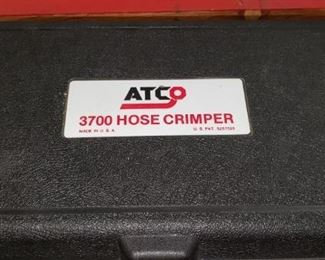 ATCO
3700 HOSE CRIMPER
MADE IN U.S.A. U.S. PAT.